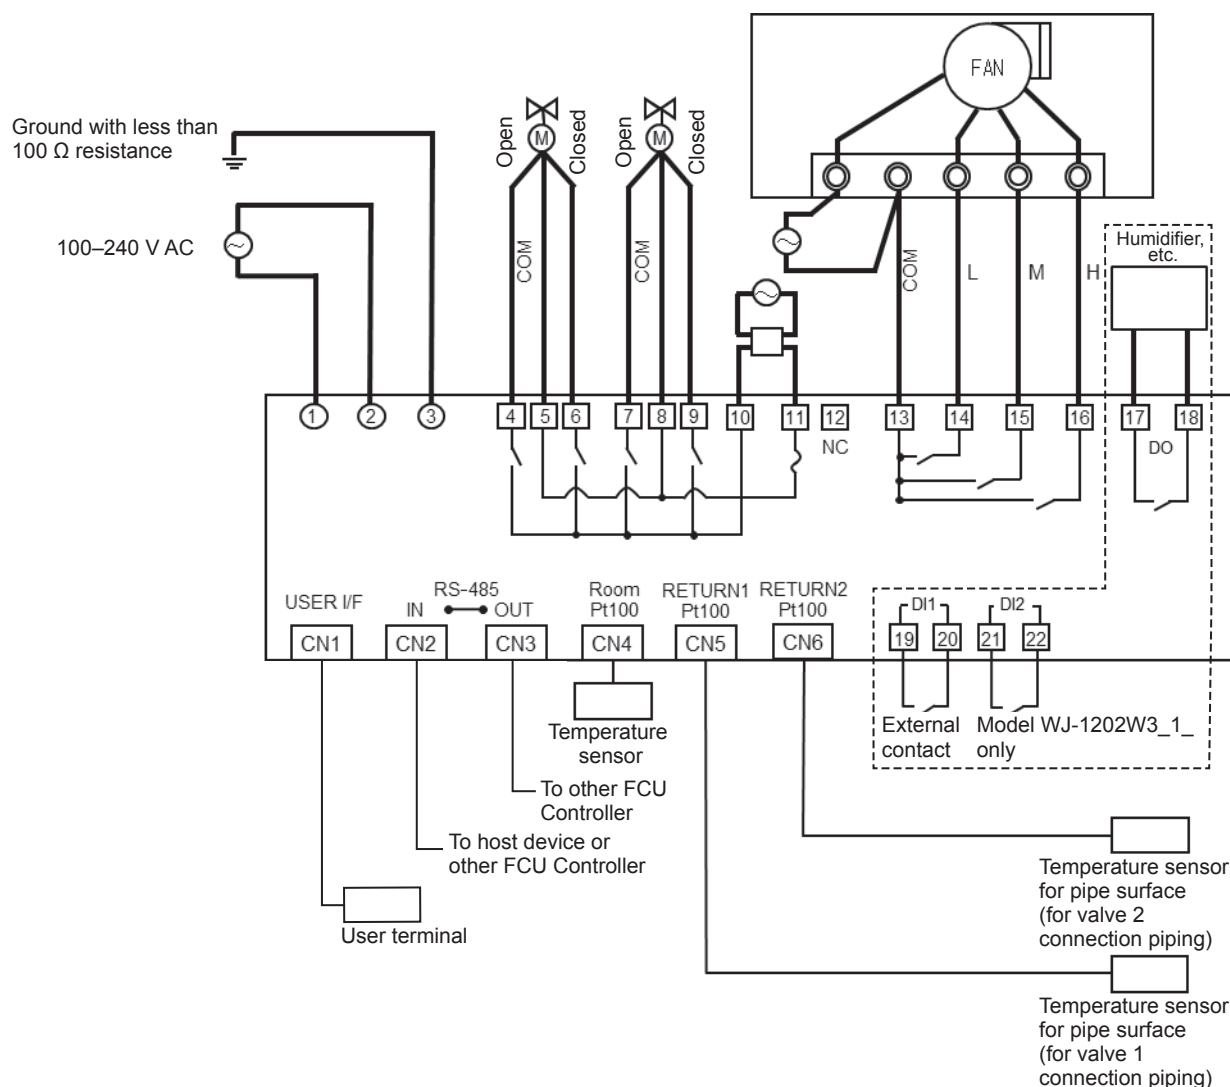 FAN
Ground with less than
100 Ω resistance
Open
Closed
Open
Closed
M
M
100–240 V AC
COM
COM
COM
L
M
H
Humidifier,
etc.
1
2
3
4
5
6
7
8
9
10
11
12
13
14
15
16
17
18
NC
DO
USER I/F
RS-485
IN
OUT
Room
Pt100
RETURN1
Pt100
RETURN2
Pt100
DI1
DI2
CN1
CN2
CN3
CN4
CN5
CN6
19
20
21
22
Temperature
sensor
External
contact
Model WJ-1202W3_1_
only
To other FCU
Controller
To host device or
other FCU Controller
User terminal
Temperature sensor
for pipe surface
(for valve 2
connection piping)
Temperature sensor
for pipe surface
(for valve 1
connection piping)